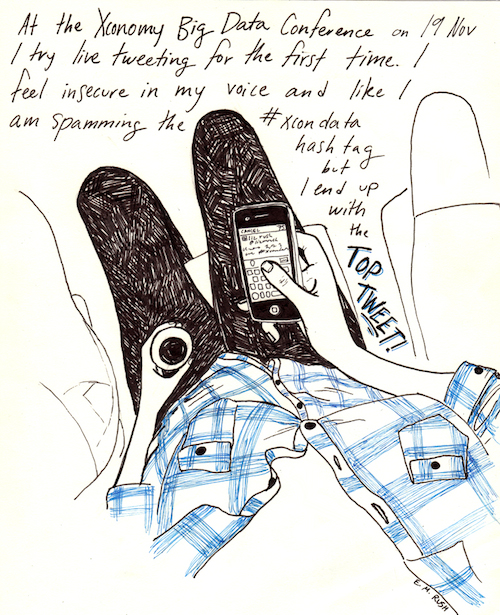 At the Xconomy Big Data Conference on 19 Nov
I try live tweeting for the first time. I
feel insecure in my voice and like I
am spamming the #xcondata
hash tag
but
I end up
with
the
TOP
TWEET!
CANCEL
E.M. RUSH